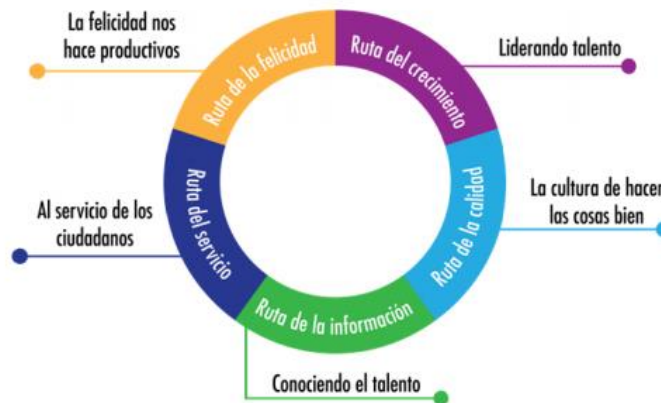 La felicidad nos
hace productivos
Ruta de la felicidad
Ruta del crecimiento
Liderando talento
Al servicio de los
ciudadanos
Ruta del servicio
Ruta de la calidad
La cultura de hacer
las cosas bien
Ruta de la información
Conociendo el talento